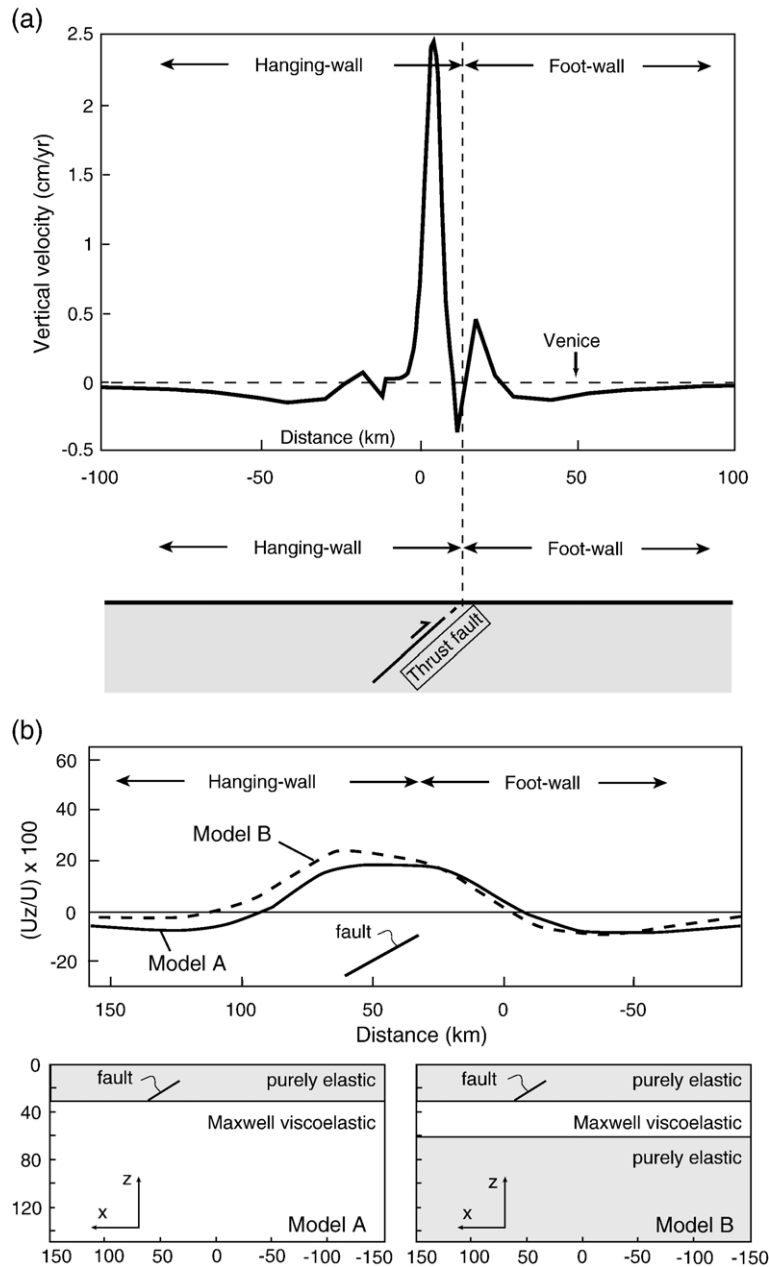 (a)
2.5
Hanging-wall
Foot-wall
2
1.5
1
0.5
0
-0.5
Vertical velocity (cm/yr)
Venice
Distance (km)
-100
-50
0
50
100
Hanging-wall
Foot-wall
Thrust fault
(b)
60
40
20
0
-20
(Uz/U) x 100
Hanging-wall
Foot-wall
Model B
Model A
fault
150
100
50
0
-50
Distance (km)
0
40
80
120
fault
purely elastic
Maxwell viscoelastic
z
x
Model A
150 100 50 0 -50 -100 -150
fault
purely elastic
Maxwell viscoelastic
purely elastic
z
x
Model B
150 100 50 0 -50 -100 -150